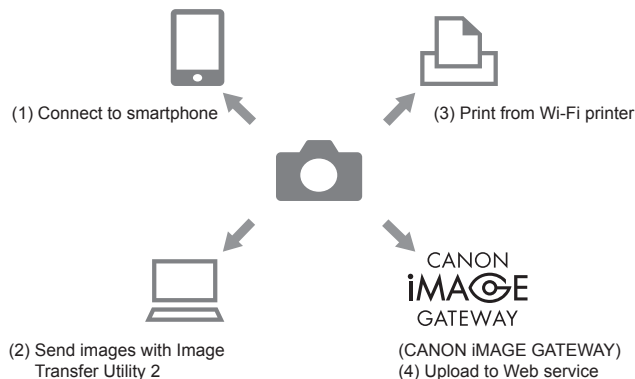 (1) Connect to smartphone
(3) Print from Wi-Fi printer
(2) Send images with Image
Transfer Utility 2
CANON
iMAGE
GATEWAY
(CANON iMAGE GATEWAY)
(4) Upload to Web service